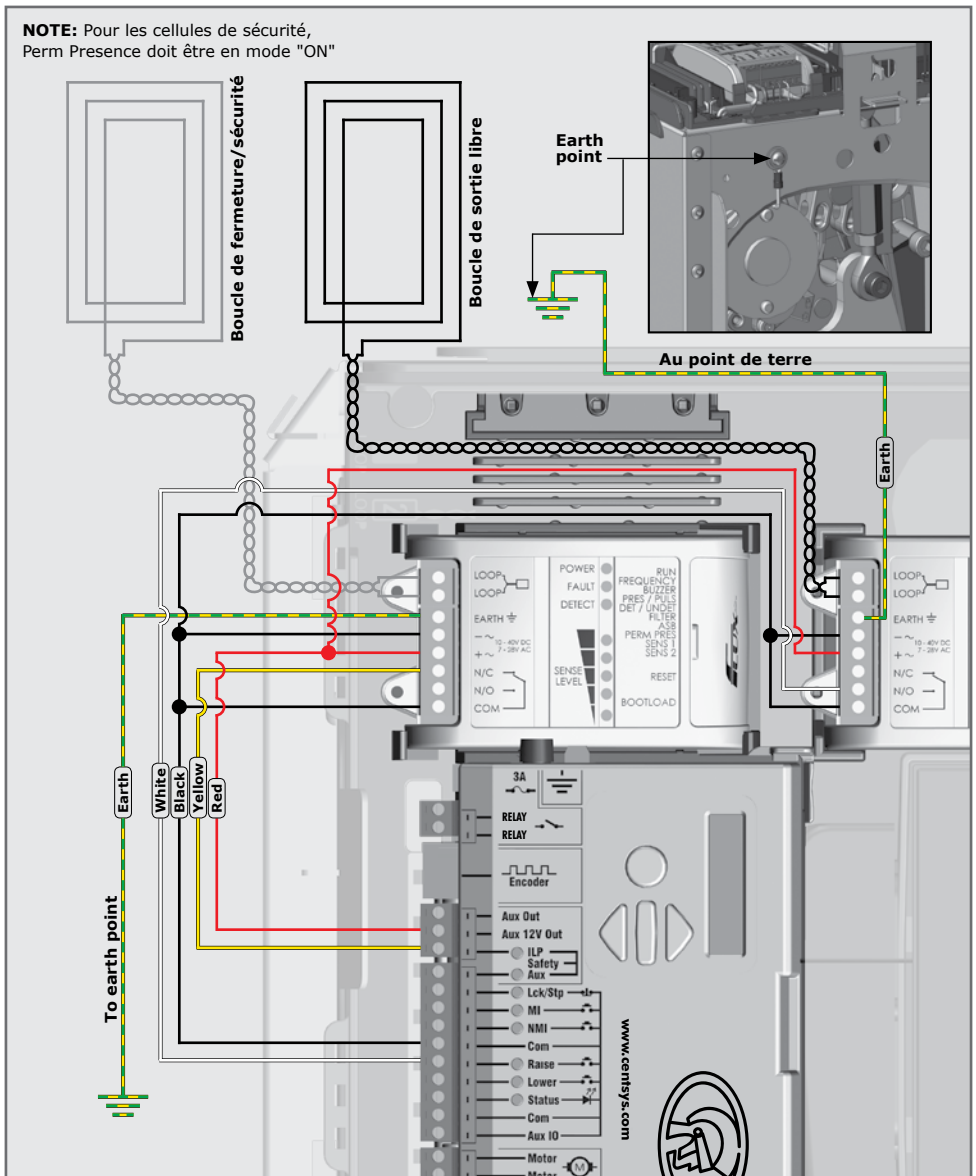 NOTE: Pour les cellules de sécurité,
Perm Presence doit être en mode "ON"
Boucle de fermeture/sécurité
Boucle de sortie libre
Earth
point
Au point de terre
Earth
LOOP
LOOP
EARTH
10 - 40V DC
7 - 28V AC
N/C
N/O
COM
POWER
FAULT
DETECT
SENSE
LEVEL
RUN
FREQUENCY
BUZZER
PRES / PULS
DET / UNDET
FILTER
ASB
PERM PRES
SENS 1
SENS 2
RESET
BOOTLOAD
LOOP
LOOP
EARTH
10 - 40V DC
7 - 28V AC
N/C
N/O
COM
Earth
White
Black
Yellow
Red
To earth point
3A
RELAY
RELAY
Encoder
Aux Out
Aux 12V Out
ILP
Safety
Aux
Lck/Stp
MI
NMI
Com
Raise
Lower
Status
Com
Aux IO
Motor
Motor
M
www.centsys.com